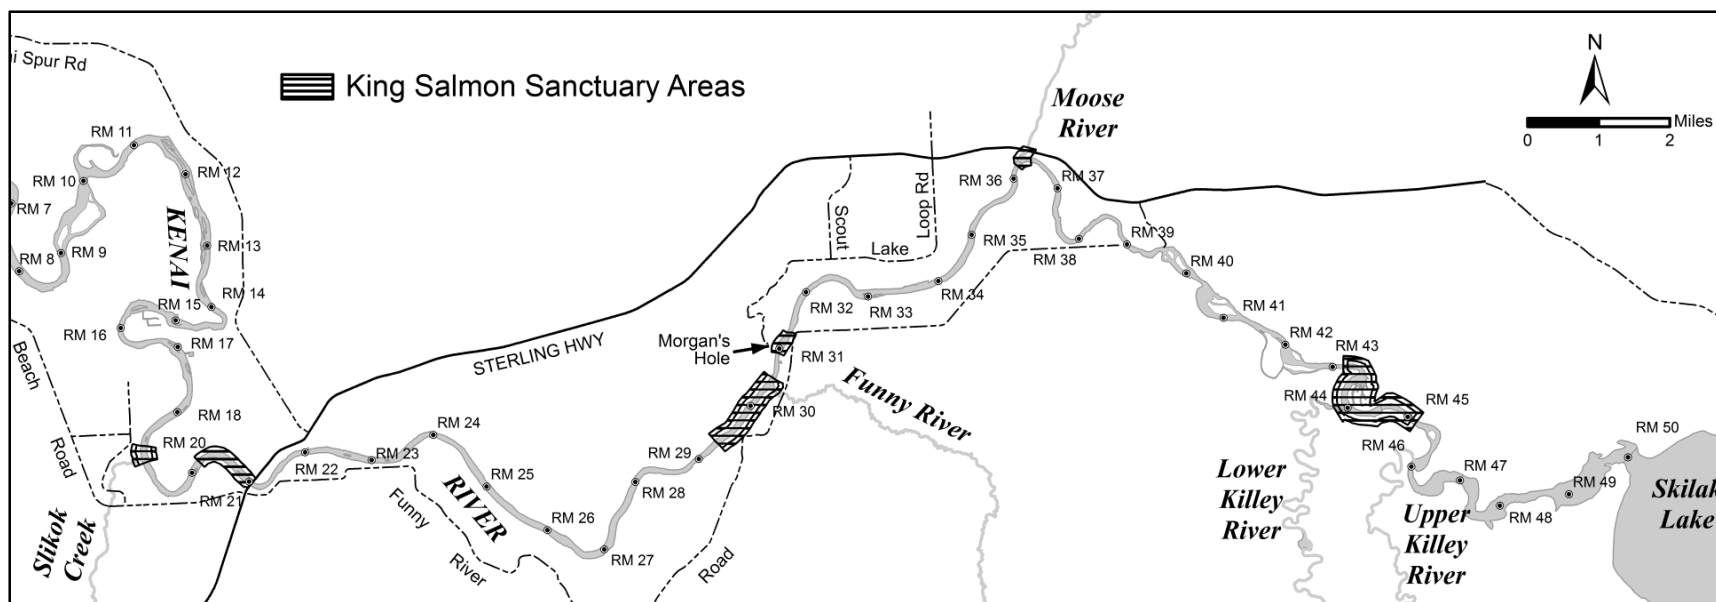 i Spur Rd
King Salmon Sanctuary Areas
N
Miles
0 1 2
Moose
River
RM 11
RM 12
RM 10
RM 7
RM 9
RM 8
KENAI
RM 13
RM 14
RM 15
RM 16
RM 17
RM 18
Beach
Road
RM 20
RM 21
RM 22
RM 23
RM 24
RM 25
RM 26
RM 27
RM 28
RM 29
RM 30
RM 31
RM 32
RM 33
RM 34
RM 35
RM 36
RM 37
RM 38
RM 39
RM 40
RM 41
RM 42
RM 43
RM 44
RM 45
RM 46
RM 47
RM 48
RM 49
RM 50
STERLING HWY
Scout
Lake
Loop Rd
Morgan's
Hole
Funny River
RIVER
Funny
River
Road
Slikok
Creek
Lower
Killey
River
Upper
Killey
River
Skilak
Lake